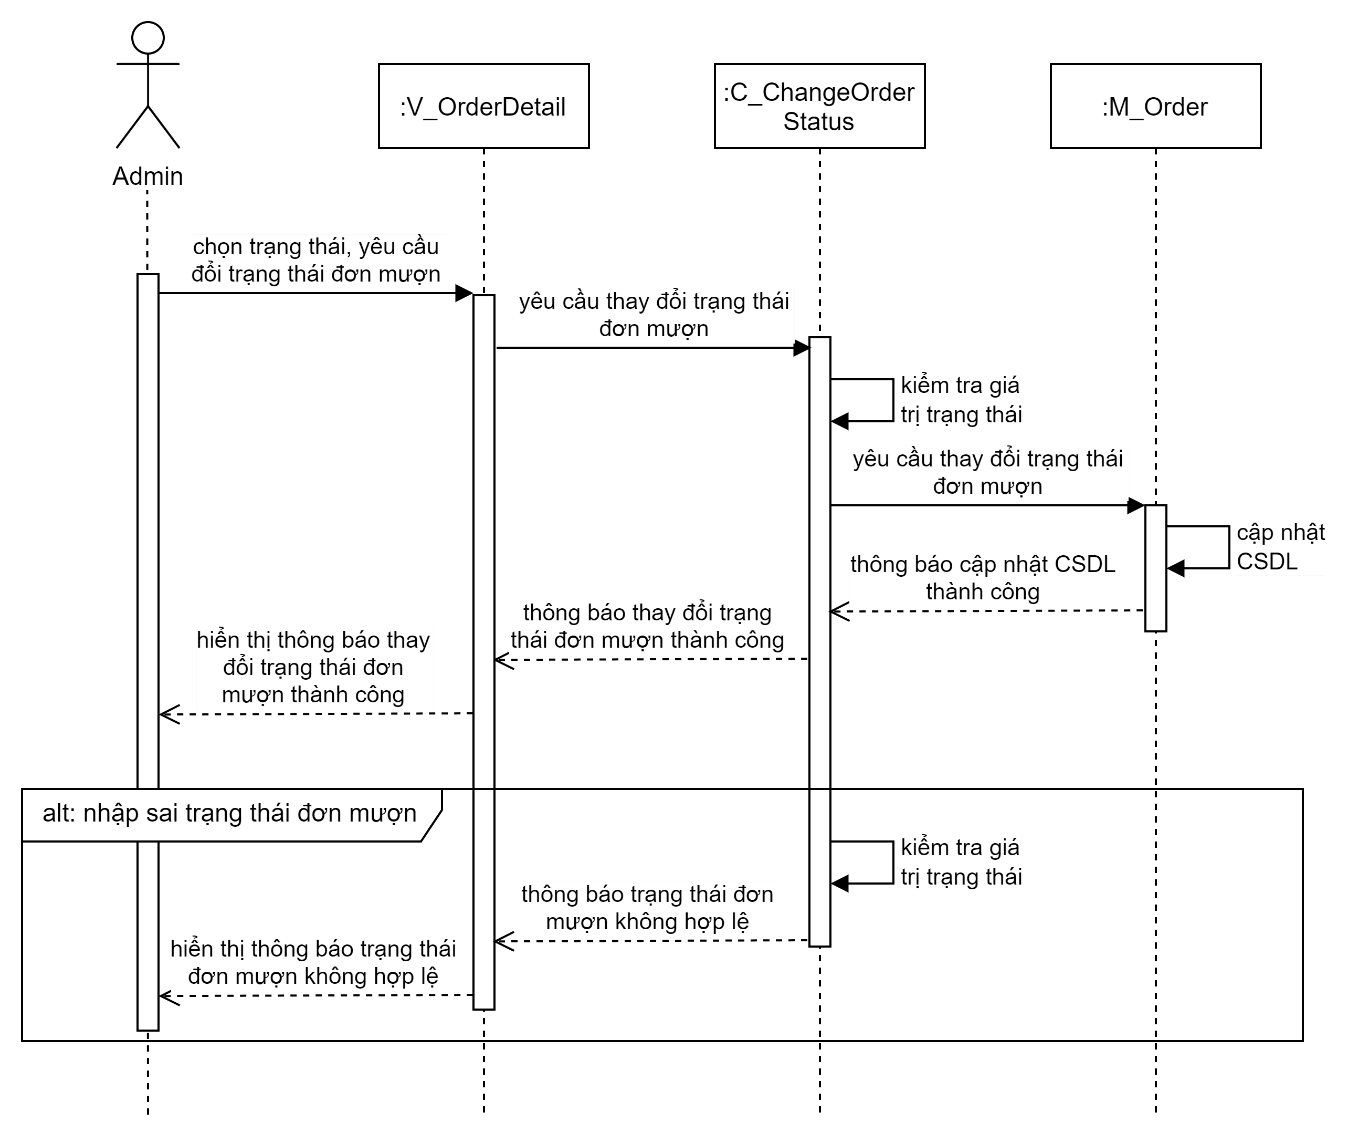 :V_OrderDetail
:C_ChangeOrder
Status
:M_Order
Admin
chọn trạng thái, yêu cầu
đổi trạng thái đơn mượn
yêu cầu thay đổi trạng thái
đơn mượn
kiểm tra giá
trị trạng thái
yêu cầu thay đổi trạng thái
đơn mượn
cập nhật
CSDL
thông báo cập nhật CSDL
thành công
thông báo thay đổi trạng
thái đơn mượn thành công
hiển thị thông báo thay
đổi trạng thái đơn
mượn thành công
alt: nhập sai trạng thái đơn mượn
kiểm tra giá
trị trạng thái
thông báo trạng thái đơn
mượn không hợp lệ
hiển thị thông báo trạng thái
đơn mượn không hợp lệ